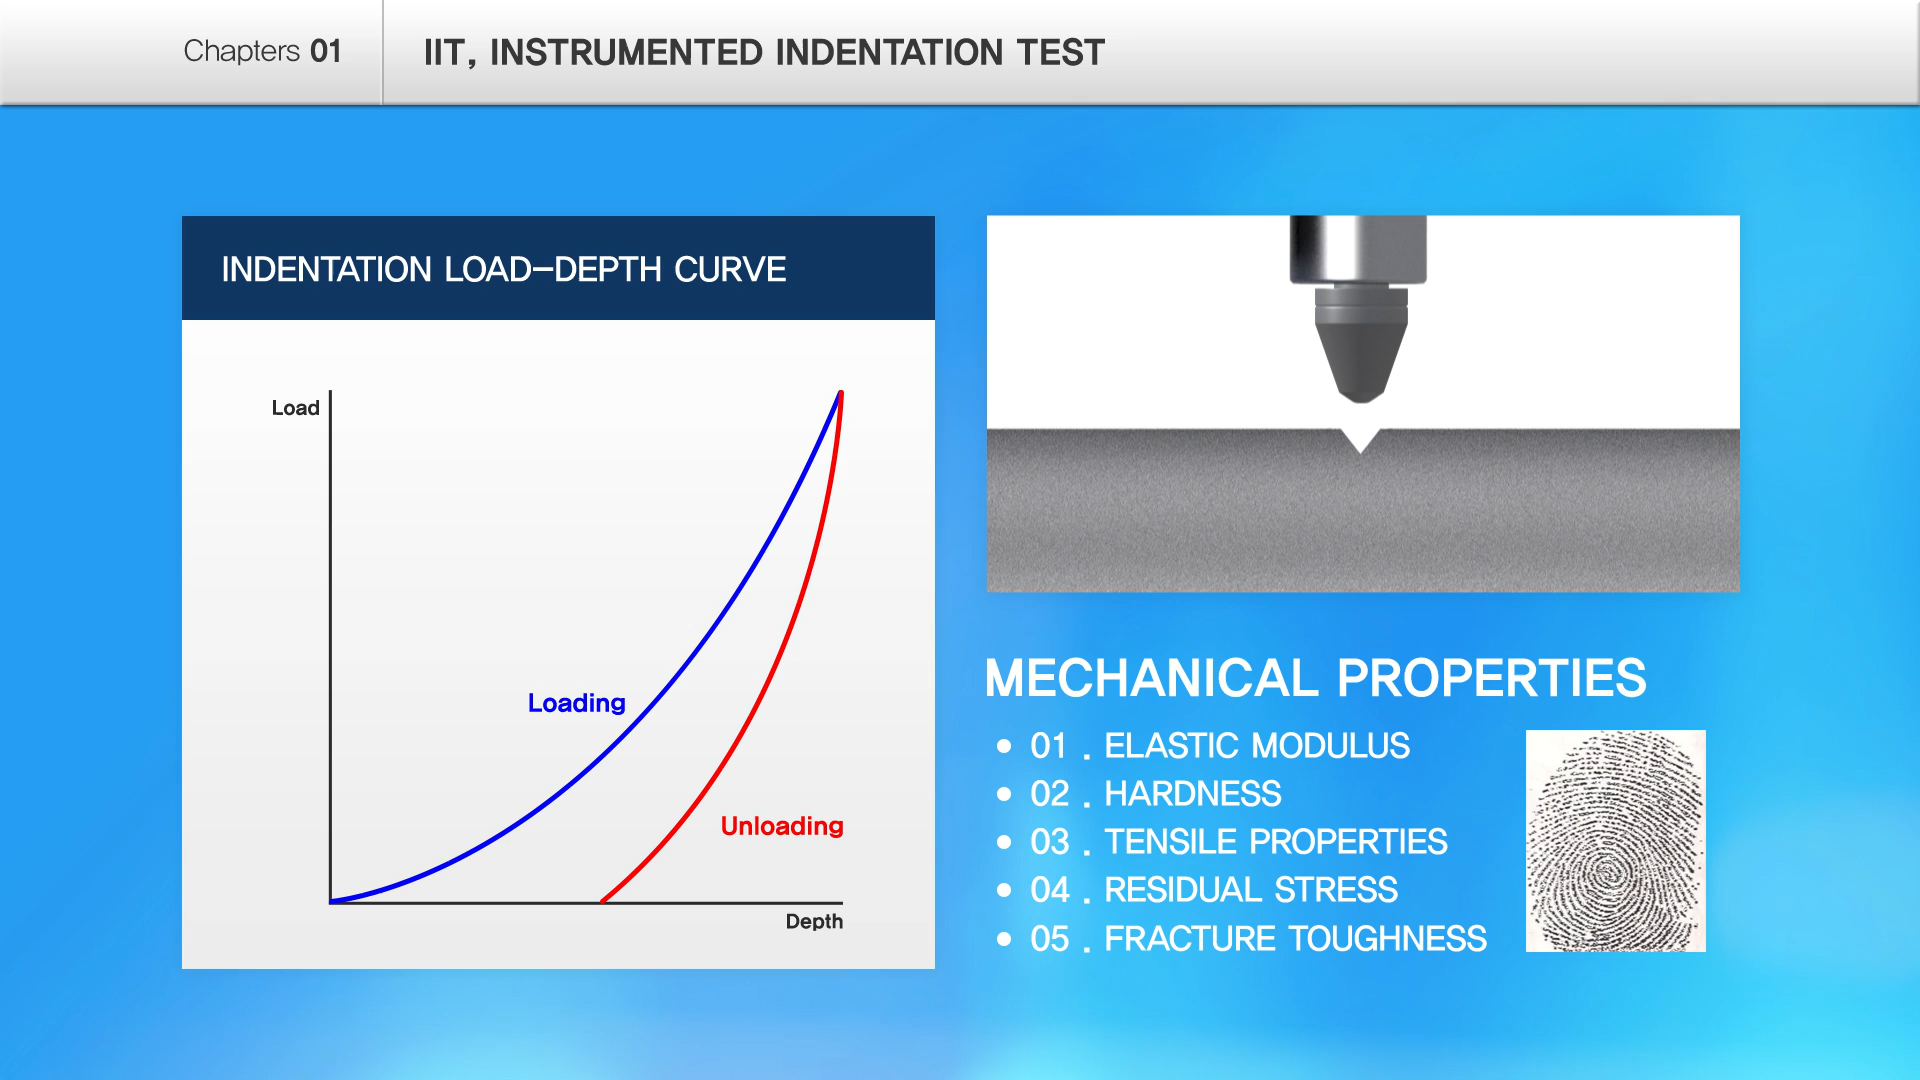 Chapters 01
IIT, INSTRUMENTED INDENTATION TEST
INDENTATION LOAD-DEPTH CURVE
Load
Loading
Unloading
Depth
MECHANICAL PROPERTIES
• 01 . ELASTIC MODULUS
• 02 . HARDNESS
• 03 . TENSILE PROPERTIES
• 04 . RESIDUAL STRESS
• 05 . FRACTURE TOUGHNESS